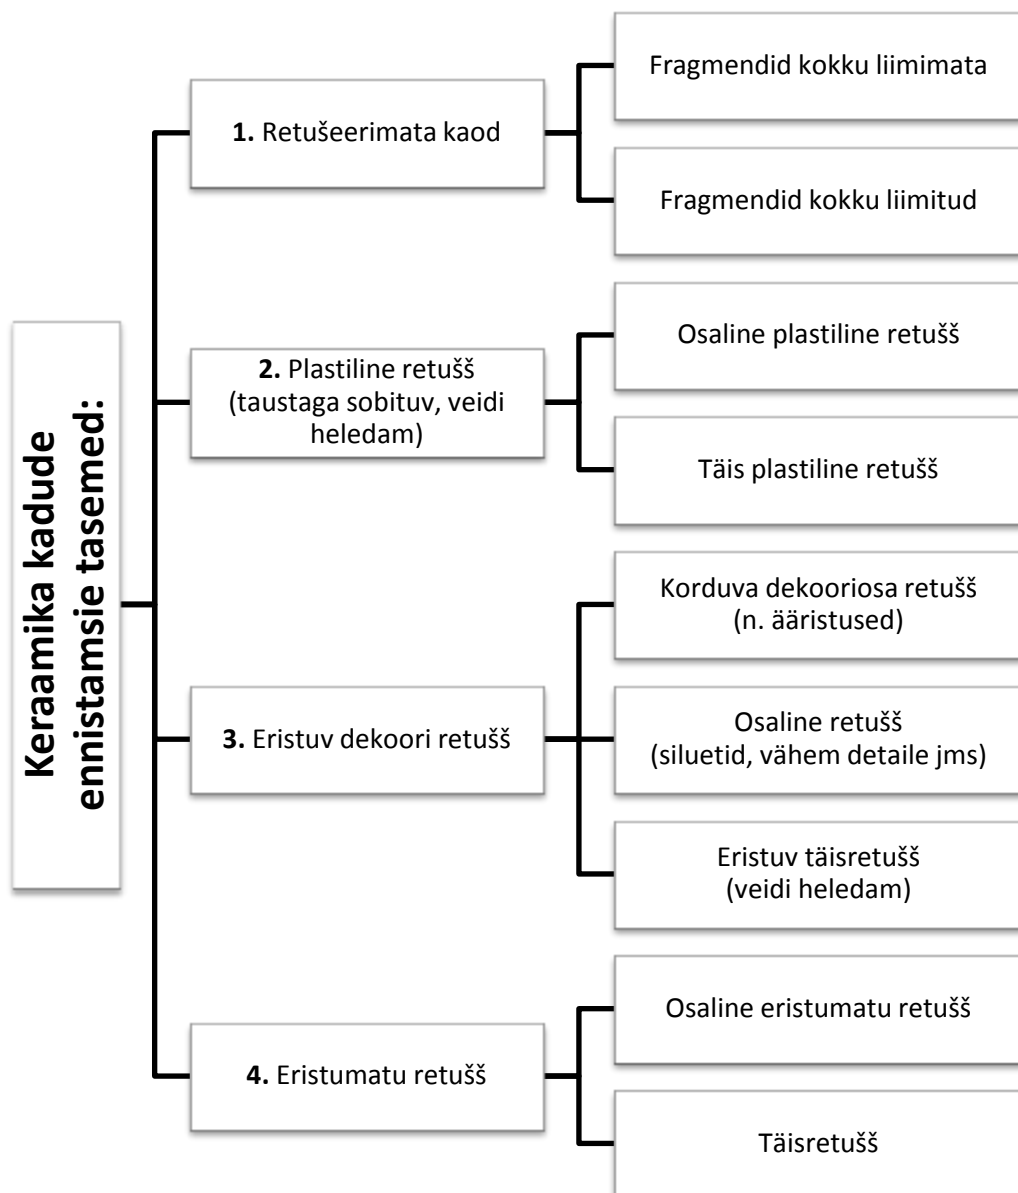 Keraamika kadude
ennistamsie tasemed:
1. Retušeerimata kaod
Fragmendid kokku liimimata
Fragmendid kokku liimitud
2. Plastiline retušš
(taustaga sobituv, veidi
heledam)
Osaline plastiline retušš
Täis plastiline retušš
3. Eristuv dekoori retušš
Korduva dekooriosa retušš
(n. ääristused)
Osaline retušš
(siluetid, vähem detaile jms)
Eristuv täisretušš
(veidi heledam)
4. Eristumatu retušš
Osaline eristumatu retušš
Täisretušš